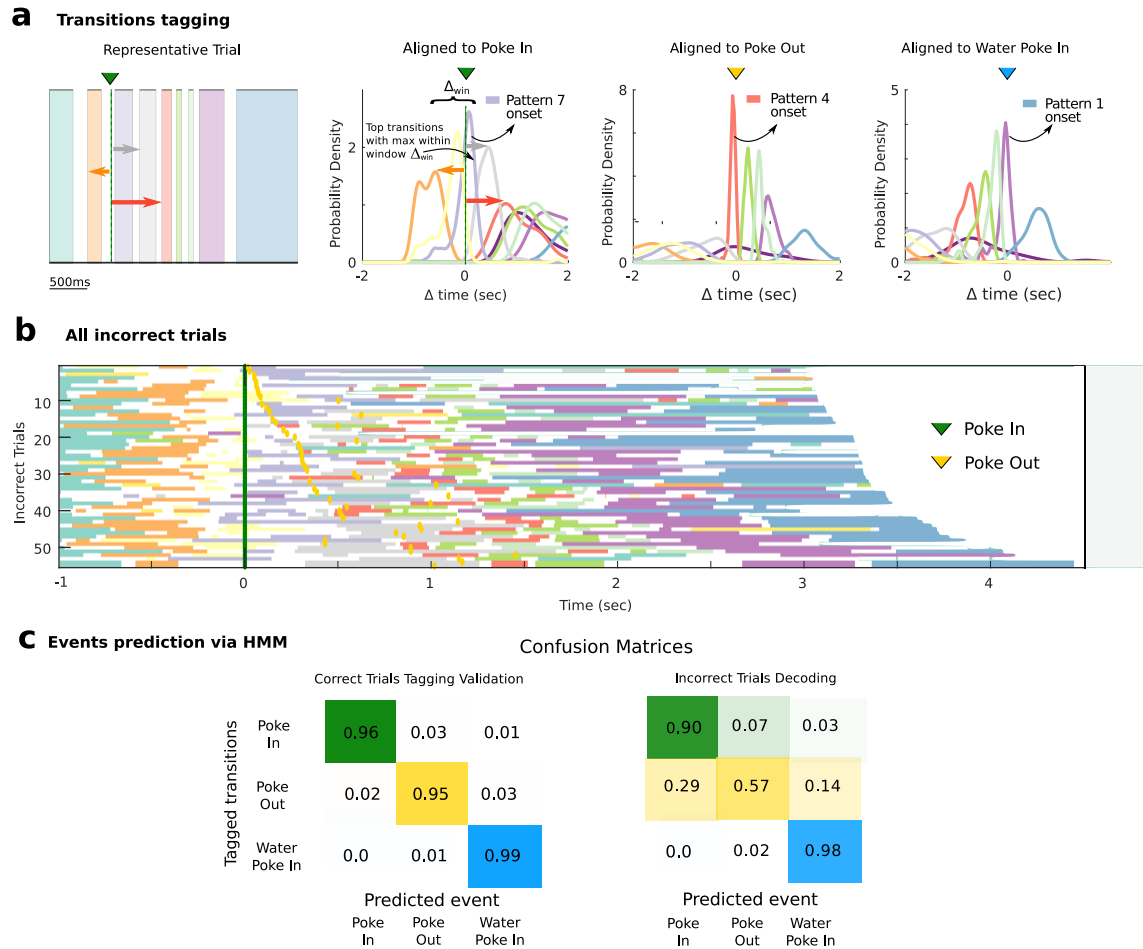 a Transitions tagging
Representative Trial
500ms
Aligned to Poke In
Δwin
Pattern 7
onset
Top transitions
with max within
window Δwin
Probability Density
2
0
-2
0
2
Δ time (sec)
Aligned to Poke Out
Pattern 4
onset
Probability Density
8
0
-2
0
2
Δ time (sec)
Aligned to Water Poke In
Pattern 1
onset
Probability Density
6
0
-2
0
Δ time (sec)
b All incorrect trials
Incorrect Trials
10
20
30
40
50
-1
0
1
2
3
4
Time (sec)
Poke In
Poke Out
c Events prediction via HMM
Confusion Matrices
Correct Trials Tagging Validation
Tagged transitions
Poke
In
0.96 0.03 0.01
Poke
Out
0.02 0.95 0.03
Water
Poke In
0.0 0.01 0.99
Predicted event
Poke
In
Poke
Out
Water
Poke In
Incorrect Trials Decoding
0.90 0.07 0.03
0.29 0.57 0.14
0.0 0.02 0.98
Predicted event
Poke
In
Poke
Out
Water
Poke In